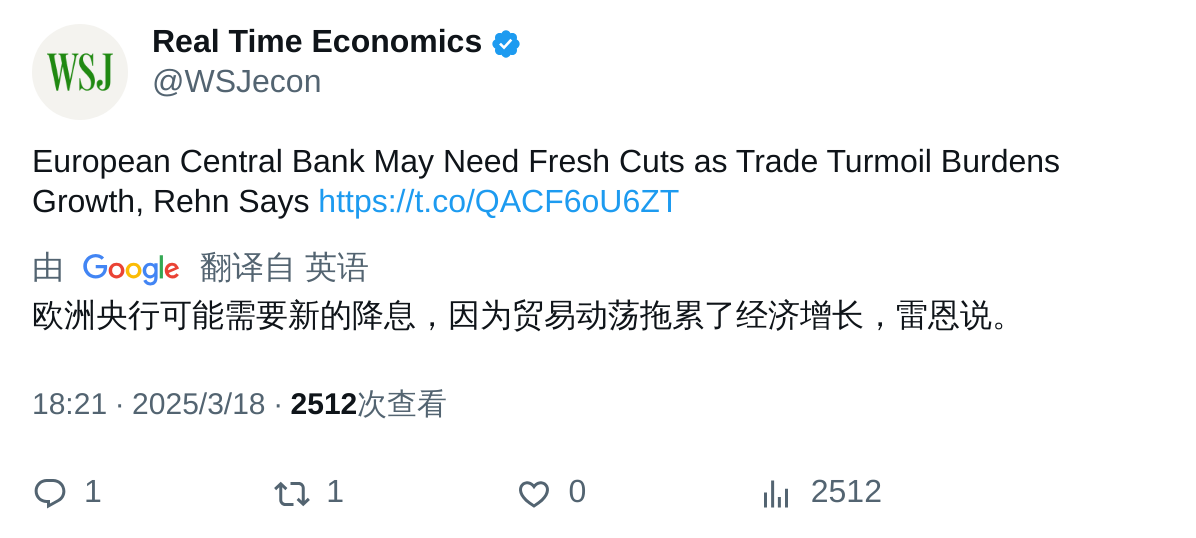 WSJ
Real Time Economics
@WSJecon
European Central Bank May Need Fresh Cuts as Trade Turmoil Burdens
Growth, Rehn Says https://t.co/QACF6oU6ZT
由 Google 翻译自 英语
欧洲央行可能需要新的降息，因为贸易动荡拖累了经济增长，雷恩说。
18:21 · 2025/3/18 · 2512次查看
1 1 0 2512